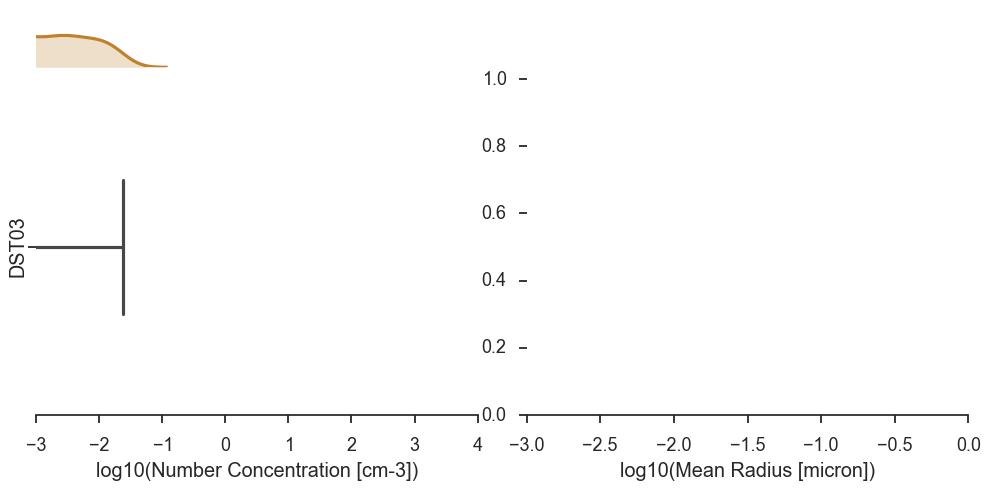 DST03
−3 −2 −1 0 1 2 3 4
log10(Number Concentration [cm-3])
1.0
0.8
0.6
0.4
0.2
0.0
−3.0 −2.5 −2.0 −1.5 −1.0 −0.5 0.0
log10(Mean Radius [micron])